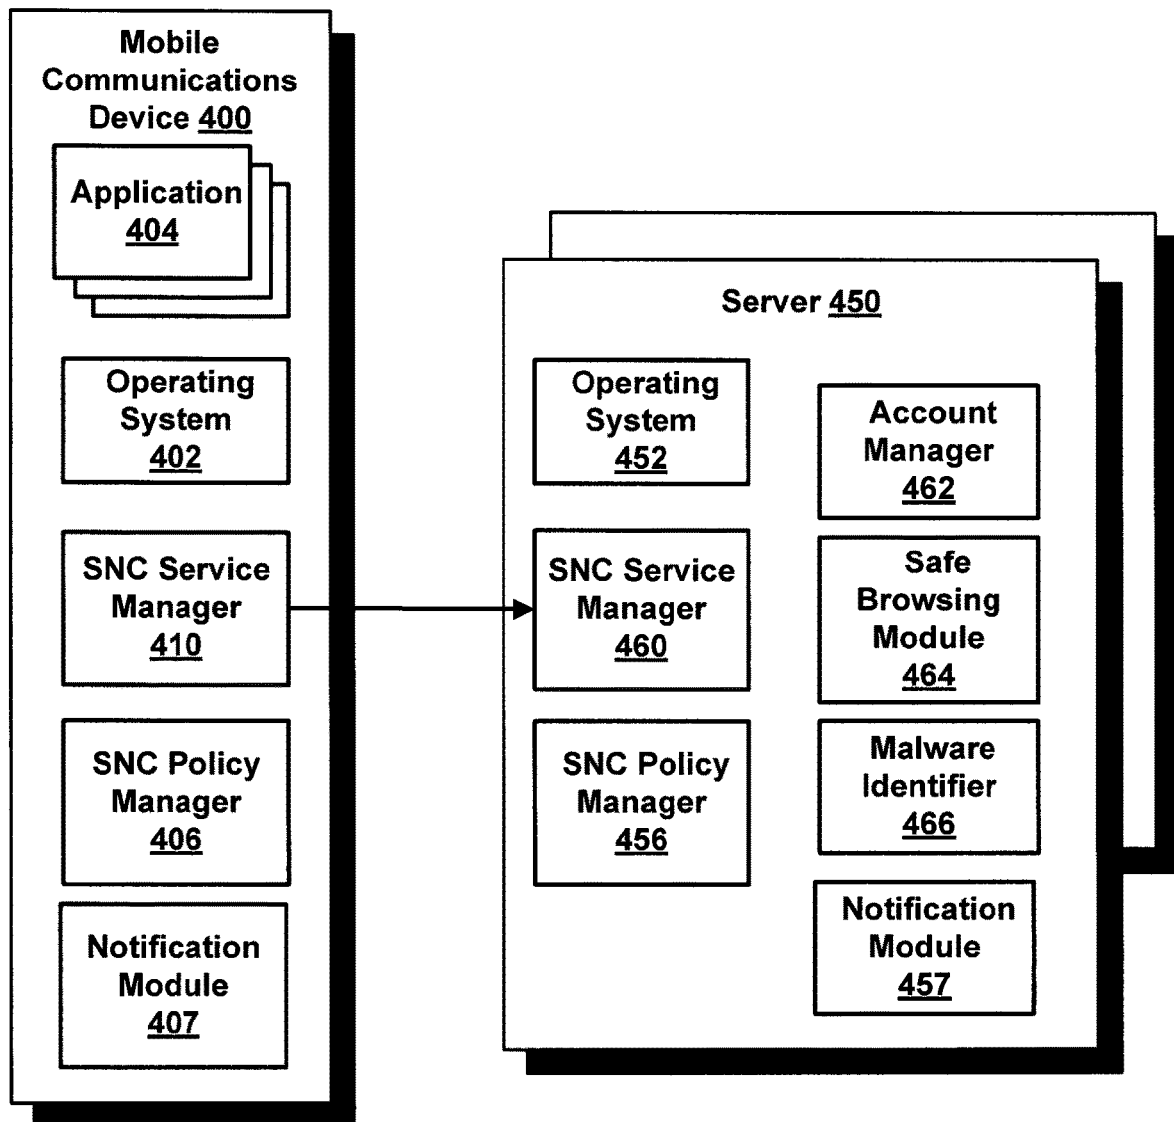 Mobile
Communications
Device 400
Application
404
Operating
System
402
SNC Service
Manager
410
SNC Policy
Manager
406
Notification
Module
407
Server 450
Operating
System
452
SNC Service
Manager
460
SNC Policy
Manager
456
Account
Manager
462
Safe
Browsing
Module
464
Malware
Identifier
466
Notification
Module
457